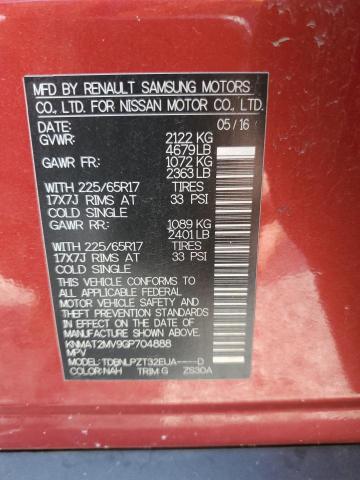 MFD BY RENAULT SAMSUNG MOTORS
CO., LTD. FOR NISSAN MOTOR CO., LTD.
DATE: 05/16
GVWR: 2122 KG
4679 LB
GAWR FR: 1072 KG
2363 LB
WITH 225/65R17 TIRES
17X7J RIMS AT 33 PSI
COLD SINGLE
GAWR RR: 1089 KG
2401 LB
WITH 225/65R17 TIRES
17X7J RIMS AT 33 PSI
COLD SINGLE
THIS VEHICLE CONFORMS TO ALL
APPLICABLE FEDERAL MOTOR VEHICLE
SAFETY AND THEFT PREVENTION
STANDARDS IN EFFECT ON THE DATE
OF MANUFACTURE SHOWN ABOVE.
KNMAT2MV9GP704888
MPV
MODEL: TDBNLPZT32EUA----D
COLOR: NAH TRIM G ZS30A